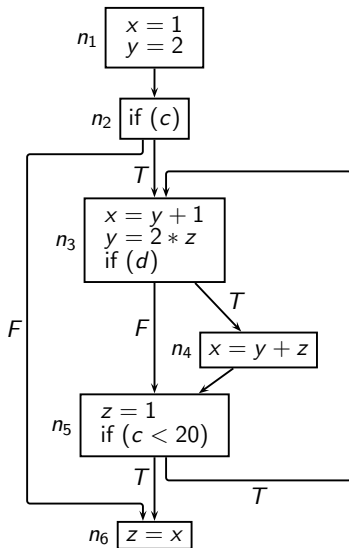 n1
x = 1
y = 2
n2
if (c)
T
n3
x = y + 1
y = 2 * z
if (d)
T
F
F
n4
x = y + z
n5
z = 1
if (c < 20)
T
T
n6
z = x